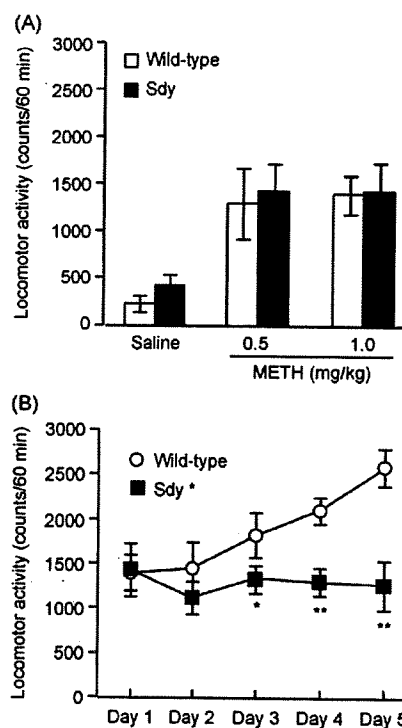 (A)
Locomotor activity (counts/60 min)
3000
2500
2000
1500
1000
500
0
Wild-type
Sdy
Saline
0.5
1.0
METH (mg/kg)
(B)
Locomotor activity (counts/60 min)
3000
2500
2000
1500
1000
500
0
Wild-type
Sdy *
*
**
**
Day 1 Day 2 Day 3 Day 4 Day 5